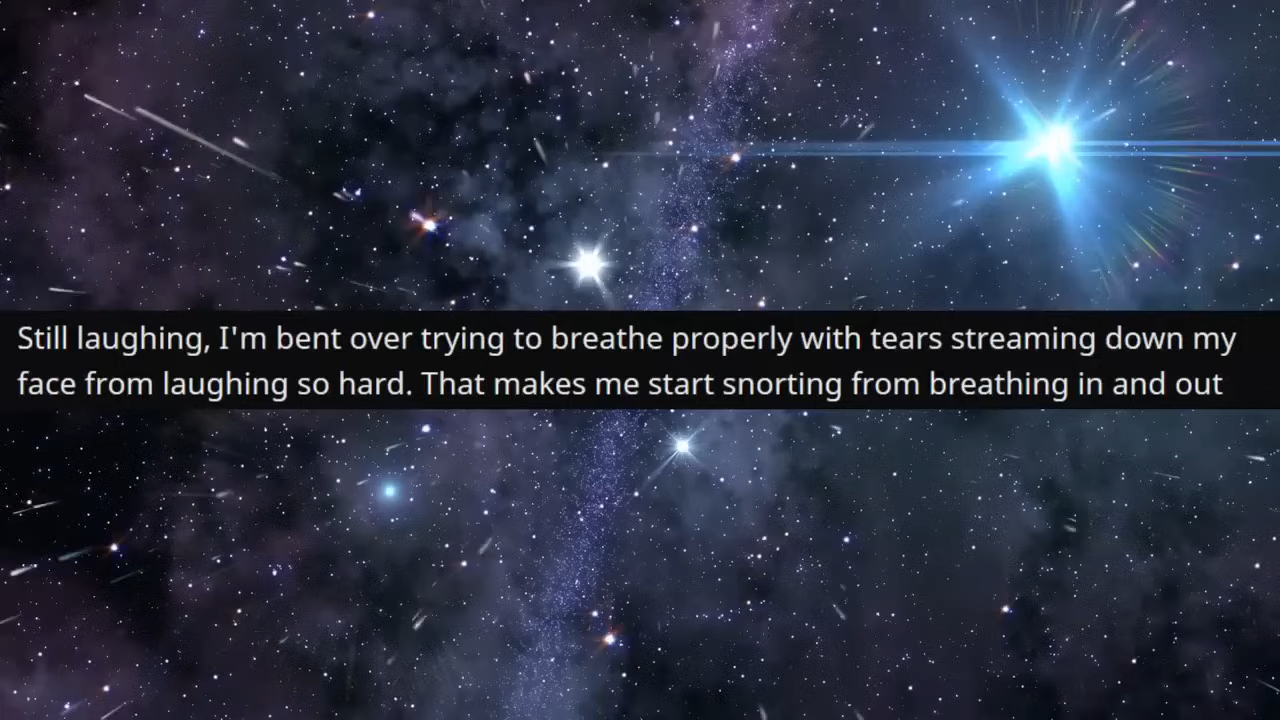 Still laughing, I'm bent over trying to breathe properly with tears streaming down my
face from laughing so hard. That makes me start snorting from breathing in and out